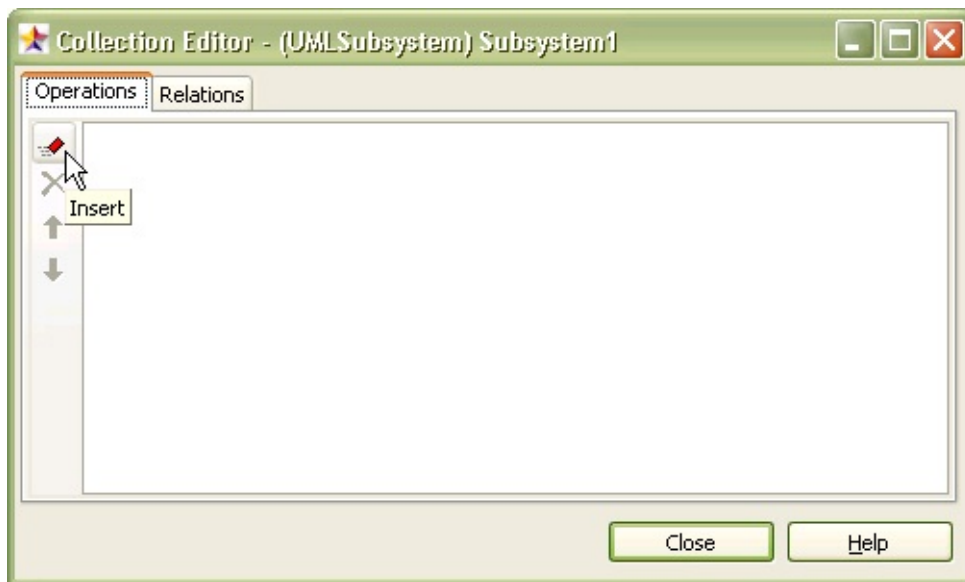 Collection Editor - (UMLSubsystem) Subsystem1
Operations Relations
Insert
Close Help